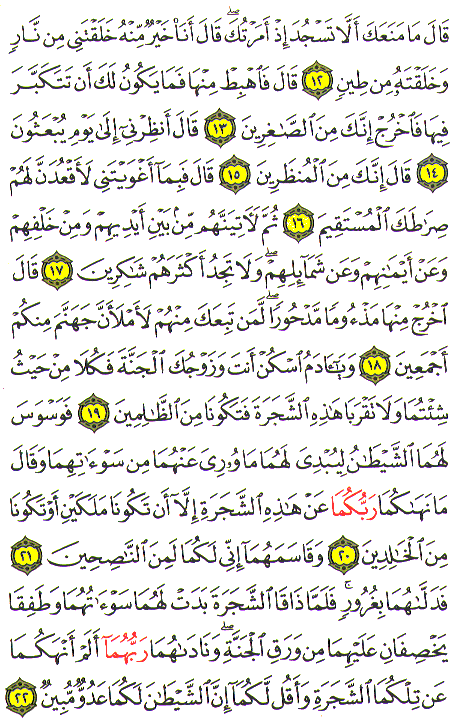 قَالَ مَا مَنَعَكَ أَلَّا تَسْجُدَ إِذْ أَمَرْتُكَ ۖ قَالَ أَنَا۠ خَيْرٌ مِّنْهُ خَلَقْتَنِى مِن نَّارٍ
وَخَلَقْتَهُۥ مِن طِينٍ ١٢ قَالَ فَٱهْبِطْ مِنْهَا فَمَا يَكُونُ لَكَ أَن تَتَكَبَّرَ
فِيهَا فَٱخْرُجْ إِنَّكَ مِنَ ٱلصَّٰغِرِينَ ١٣ قَالَ أَنظِرْنِىٓ إِلَىٰ يَوْمِ يُبْعَثُونَ
١٤ قَالَ إِنَّكَ مِنَ ٱلْمُنظَرِينَ ١٥ قَالَ فَبِمَآ أَغْوَيْتَنِى لَأَقْعُدَنَّ لَهُمْ
صِرَٰطَكَ ٱلْمُسْتَقِيمَ ١٦ ثُمَّ لَءَاتِيَنَّهُم مِّنۢ بَيْنِ أَيْدِيهِمْ وَمِنْ خَلْفِهِمْ
وَعَنْ أَيْمَٰنِهِمْ وَعَن شَمَآئِلِهِمْ ۖ وَلَا تَجِدُ أَكْثَرَهُمْ شَٰكِرِينَ ١٧ قَالَ
ٱخْرُجْ مِنْهَا مَذْءُومًا مَّدْحُورًا ۖ لَّمَن تَبِعَكَ مِنْهُمْ لَأَمْلَأَنَّ جَهَنَّمَ مِنكُمْ
أَجْمَعِينَ ١٨ وَيَٰٓـَٔادَمُ ٱسْكُنْ أَنتَ وَزَوْجُكَ ٱلْجَنَّةَ فَكُلَا مِنْ حَيْثُ
شِئْتُمَا وَلَا تَقْرَبَا هَٰذِهِ ٱلشَّجَرَةَ فَتَكُونَا مِنَ ٱلظَّٰلِمِينَ ١٩ فَوَسْوَسَ
لَهُمَا ٱلشَّيْطَٰنُ لِيُبْدِىَ لَهُمَا مَا وُۥرِىَ عَنْهُمَا مِن سَوْءَٰتِهِمَا وَقَالَ
مَا نَهَىٰكُمَا رَبُّكُمَا عَنْ هَٰذِهِ ٱلشَّجَرَةِ إِلَّآ أَن تَكُونَا مَلَكَيْنِ أَوْ تَكُونَا
مِنَ ٱلْخَٰلِدِينَ ٢٠ وَقَاسَمَهُمَآ إِنِّى لَكُمَا لَمِنَ ٱلنَّٰصِحِينَ ٢١
فَدَلَّىٰهُمَا بِغُرُورٍ ۚ فَلَمَّا ذَاقَا ٱلشَّجَرَةَ بَدَتْ لَهُمَا سَوْءَٰتُهُمَا وَطَفِقَا
يَخْصِفَانِ عَلَيْهِمَا مِن وَرَقِ ٱلْجَنَّةِ ۖ وَنَادَىٰهُمَا رَبُّهُمَآ أَلَمْ أَنْهَكُمَا
عَن تِلْكُمَا ٱلشَّجَرَةِ وَأَقُل لَّكُمَآ إِنَّ ٱلشَّيْطَٰنَ لَكُمَا عَدُوٌّ مُّبِينٌ ٢٢